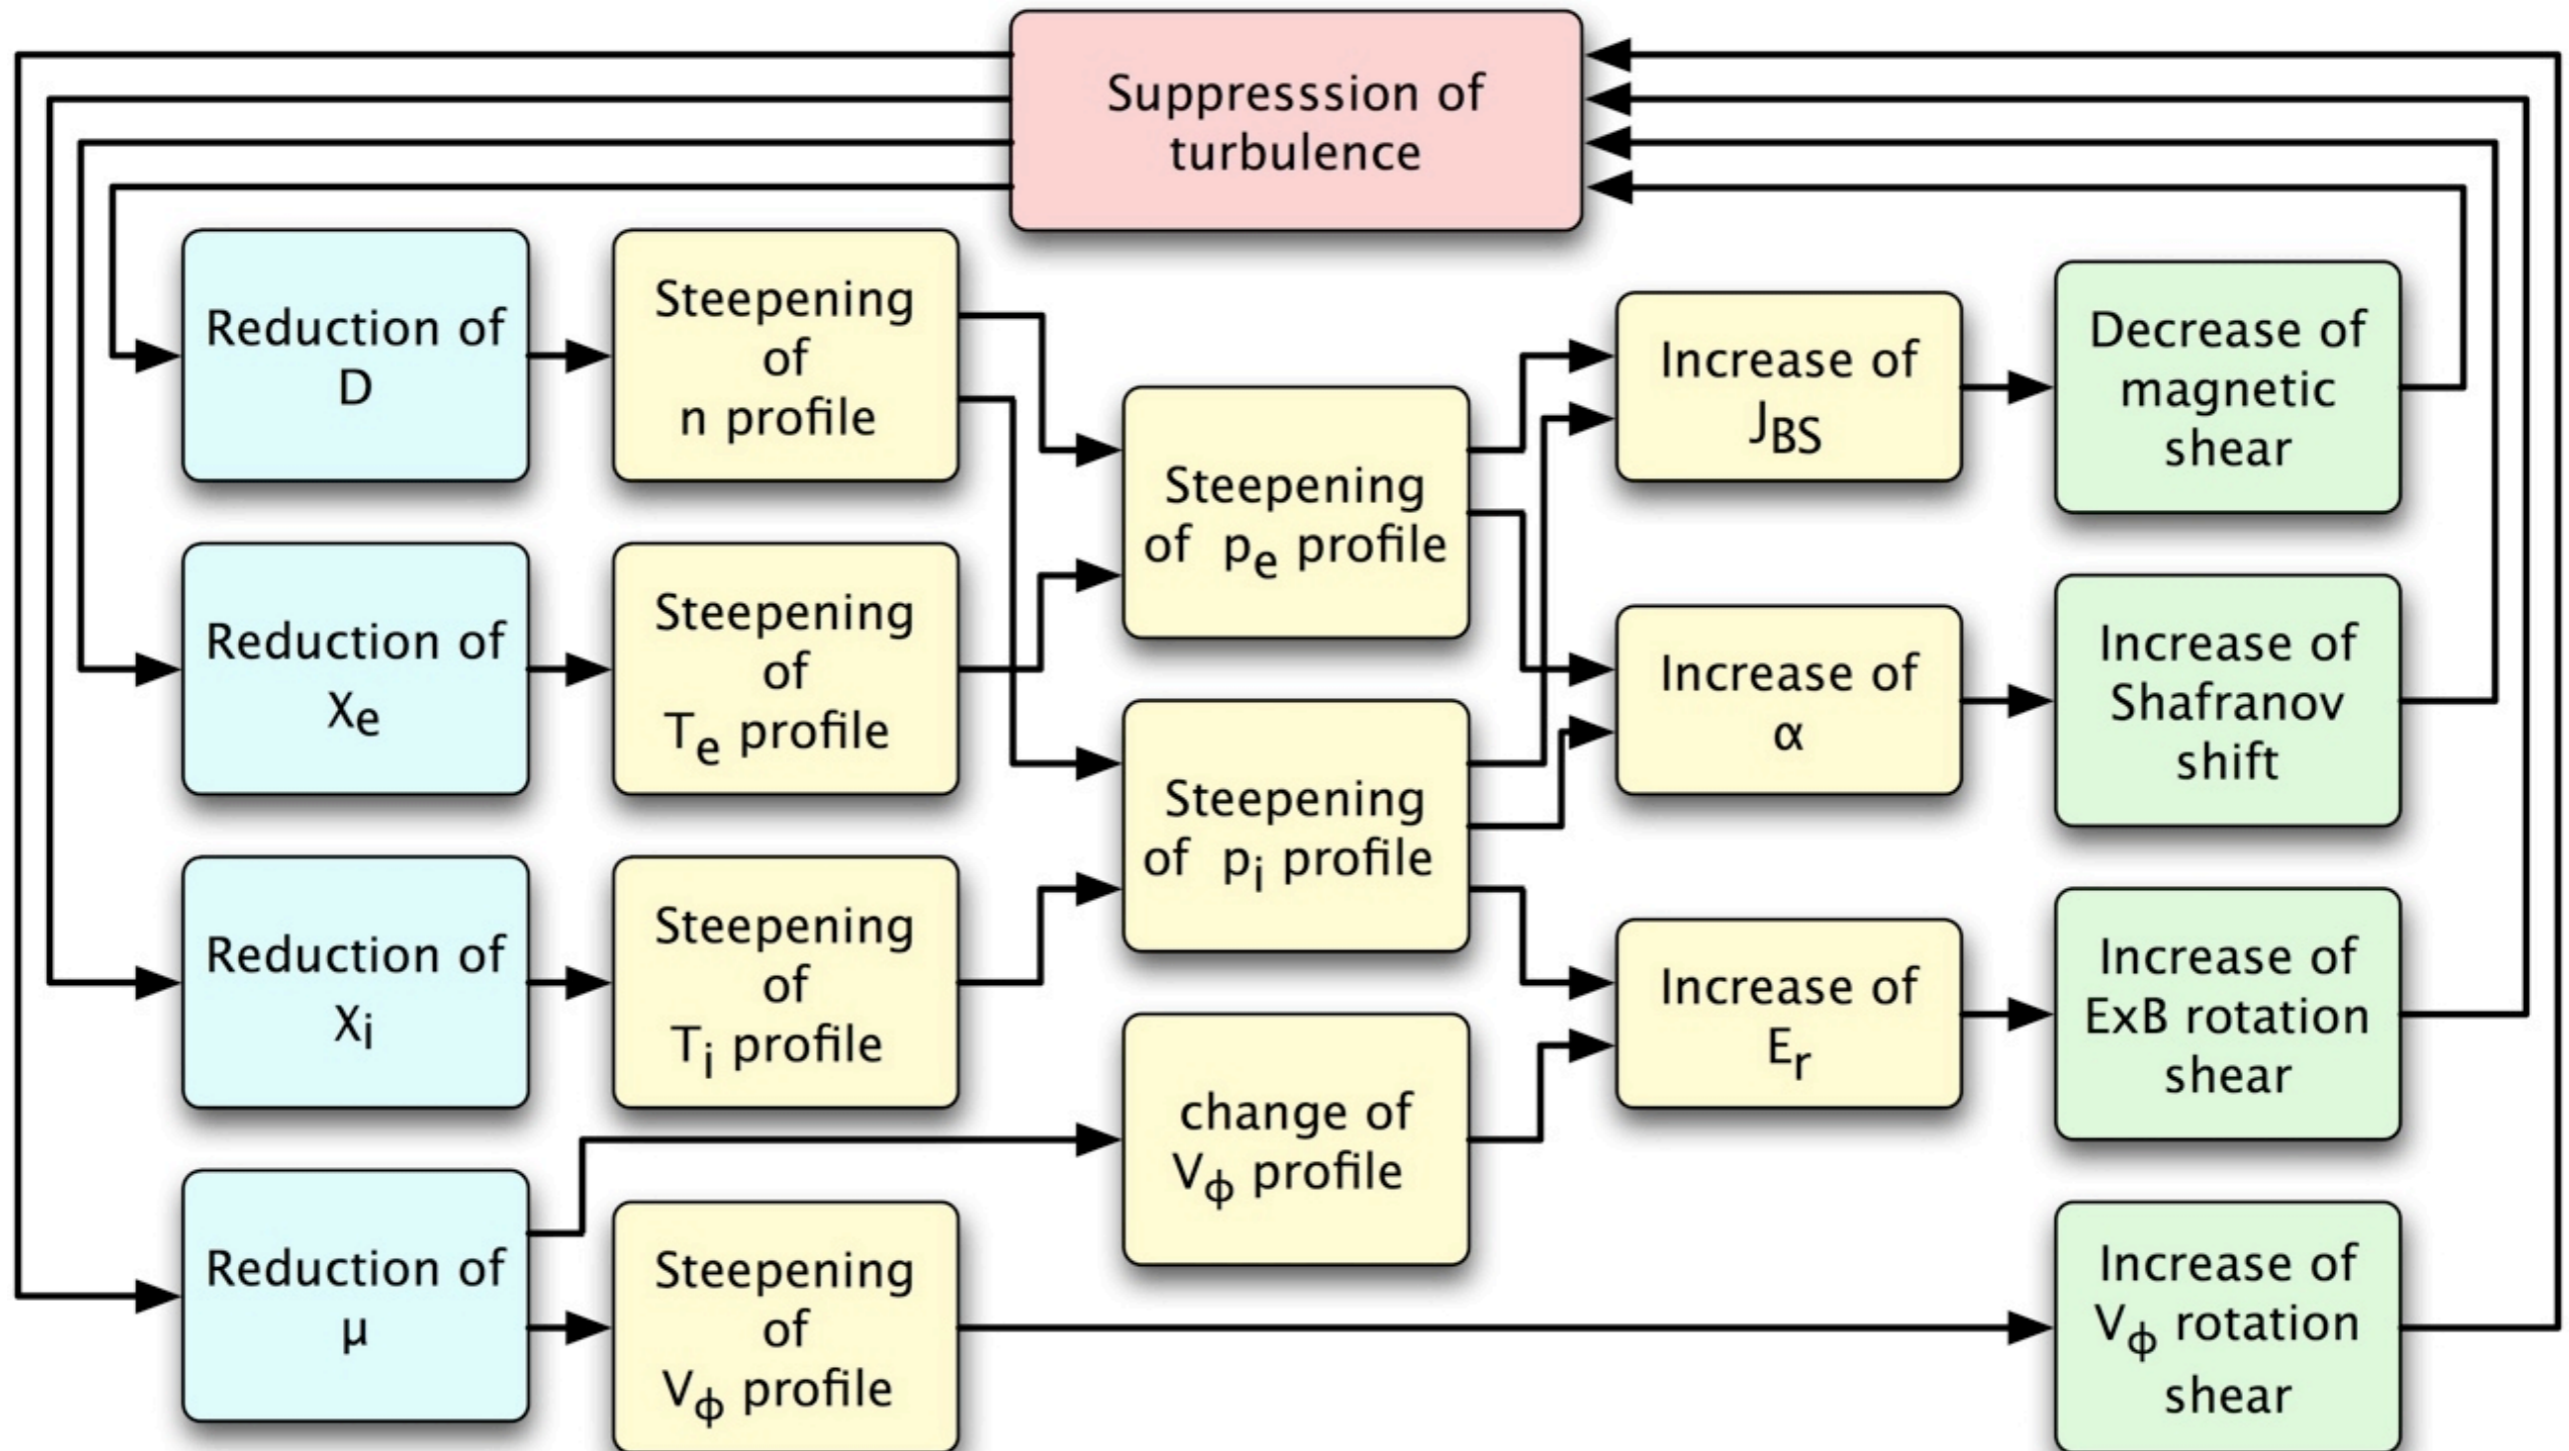 Suppresssion of
turbulence
Reduction of
D
Steepening
of
n profile
Steepening
of pe profile
Increase of
JBS
Decrease of
magnetic
shear
Reduction of
χe
Steepening
of
Te profile
Steepening
of pi profile
Increase of
α
Increase of
Shafranov
shift
Reduction of
χi
Steepening
of
Ti profile
change of
Vϕ profile
Increase of
Er
Increase of
ExB rotation
shear
Reduction of
μ
Steepening
of
Vϕ profile
Increase of
Vϕ rotation
shear